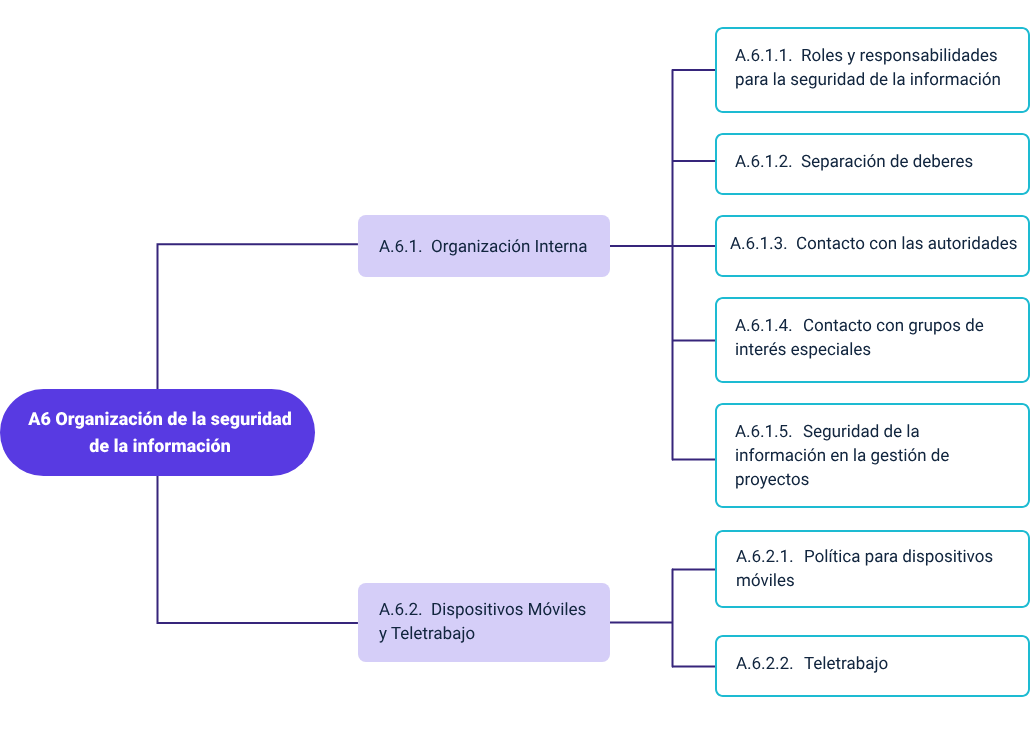 A.6.1.1. Roles y responsabilidades
para la seguridad de la información
A.6.1.2. Separación de deberes
A.6.1. Organización Interna
A.6.1.3. Contacto con las autoridades
A.6.1.4. Contacto con grupos de
interés especiales
A6 Organización de la seguridad
de la información
A.6.1.5. Seguridad de la
información en la gestión de
proyectos
A.6.2.1. Política para dispositivos
móviles
A.6.2. Dispositivos Móviles
y Teletrabajo
A.6.2.2. Teletrabajo